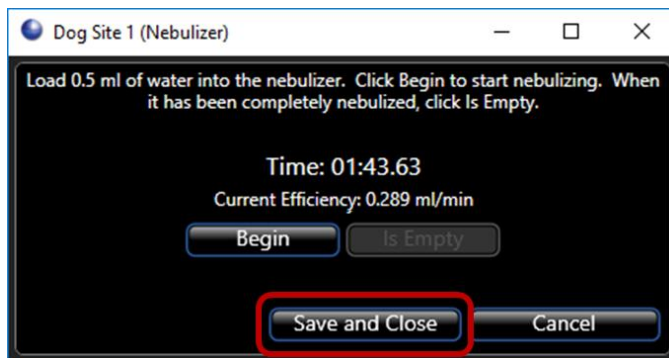 Dog Site 1 (Nebulizer)
Load 0.5 ml of water into the nebulizer. Click Begin to start nebulizing. When
it has been completely nebulized, click Is Empty.
Time: 01:43.63
Current Efficiency: 0.289 ml/min
Begin Is Empty
Save and Close Cancel